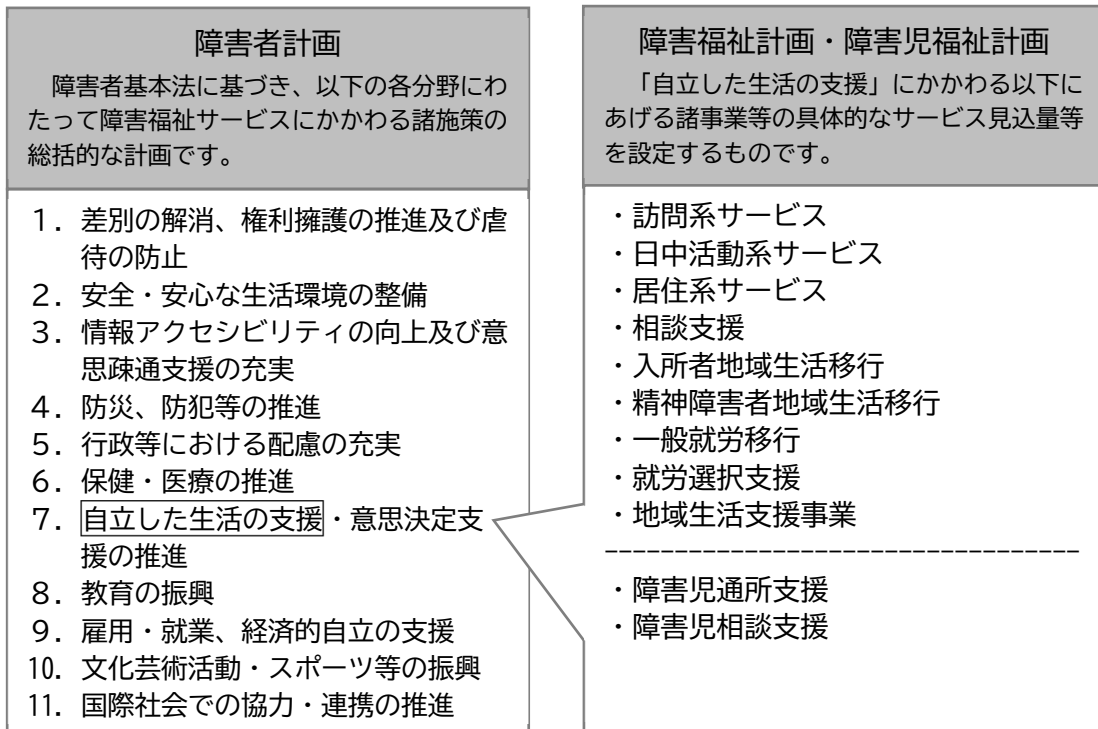 障害者計画
　障害者基本法に基づき、以下の各分野にわ
たって障害福祉サービスにかかわる諸施策の
総括的な計画です。
１．差別の解消、権利擁護の推進及び虐
待の防止
２．安全・安心な生活環境の整備
３．情報アクセシビリティの向上及び意
思疎通支援の充実
４．防災、防犯等の推進
５．行政等における配慮の充実
６．保健・医療の推進
７．自立した生活の支援・意思決定支
援の推進
８．教育の振興
９．雇用・就業、経済的自立の支援
10．文化芸術活動・スポーツ等の振興
11．国際社会での協力・連携の推進
障害福祉計画・障害児福祉計画
　「自立した生活の支援」にかかわる以下に
あげる諸事業等の具体的なサービス見込量等
を設定するものです。
・訪問系サービス
・日中活動系サービス
・居住系サービス
・相談支援
・入所者地域生活移行
・精神障害者地域生活移行
・一般就労移行
・就労選択支援
・地域生活支援事業
・障害児通所支援
・障害児相談支援